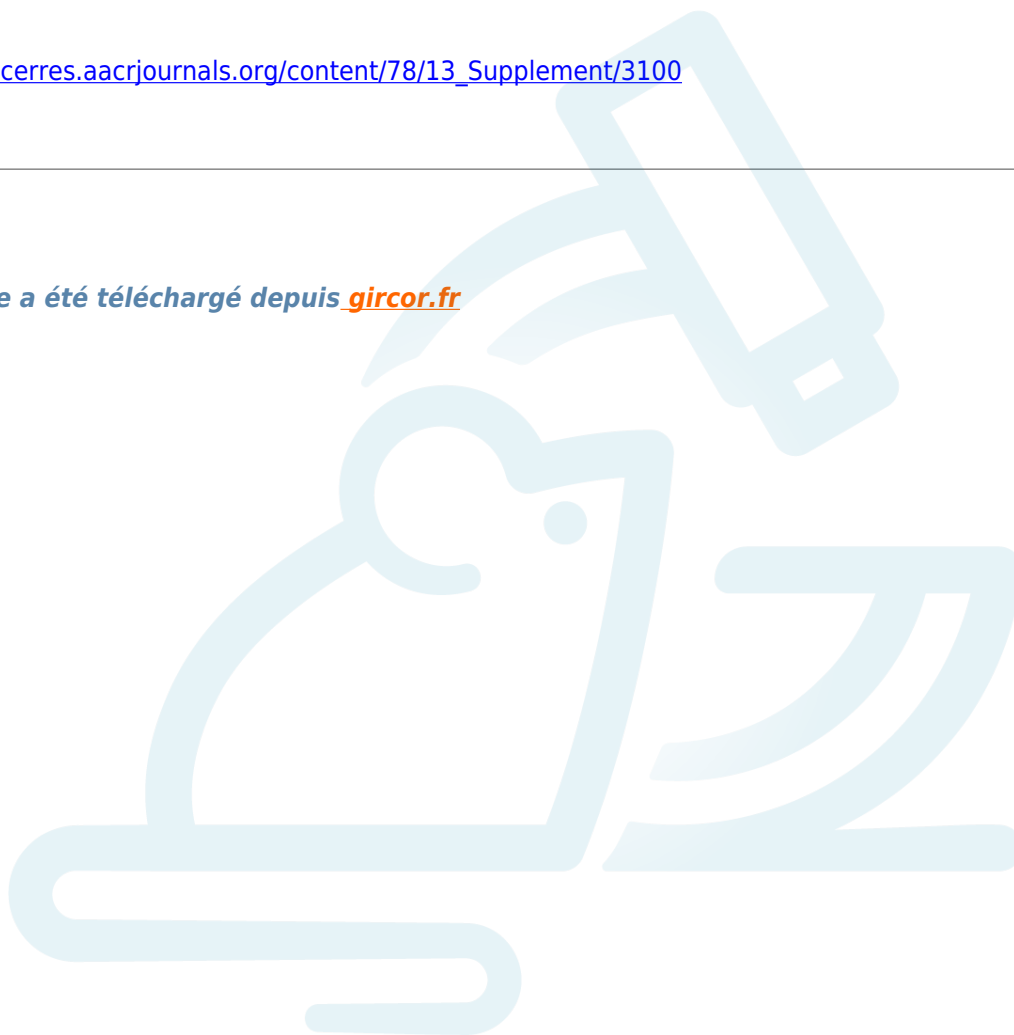 cerres.aacrjournals.org/content/78/13_Supplement/3100
e a été téléchargé depuis gircor.fr